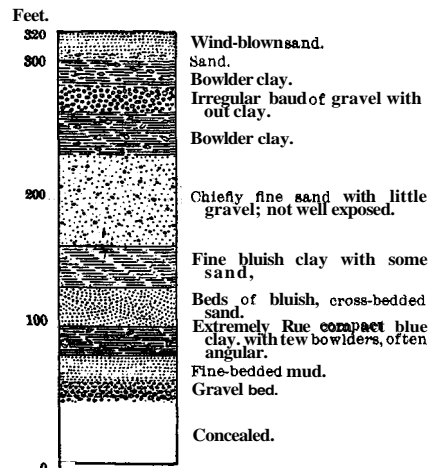 Feet.
320
Wind-blown sand.
300
Sand.
Bowlder clay.
Irregular baud of gravel with
out clay.
Bowlder clay.
200
Chiefly fine sand with little
gravel; not well exposed.
Fine bluish clay with some
sand,
Beds of bluish, cross-bedded
sand.
100
Extremely Rue compact blue
clay. with tew bowlders, often
angular.
Fine-bedded mud.
Gravel bed.
Concealed.
0